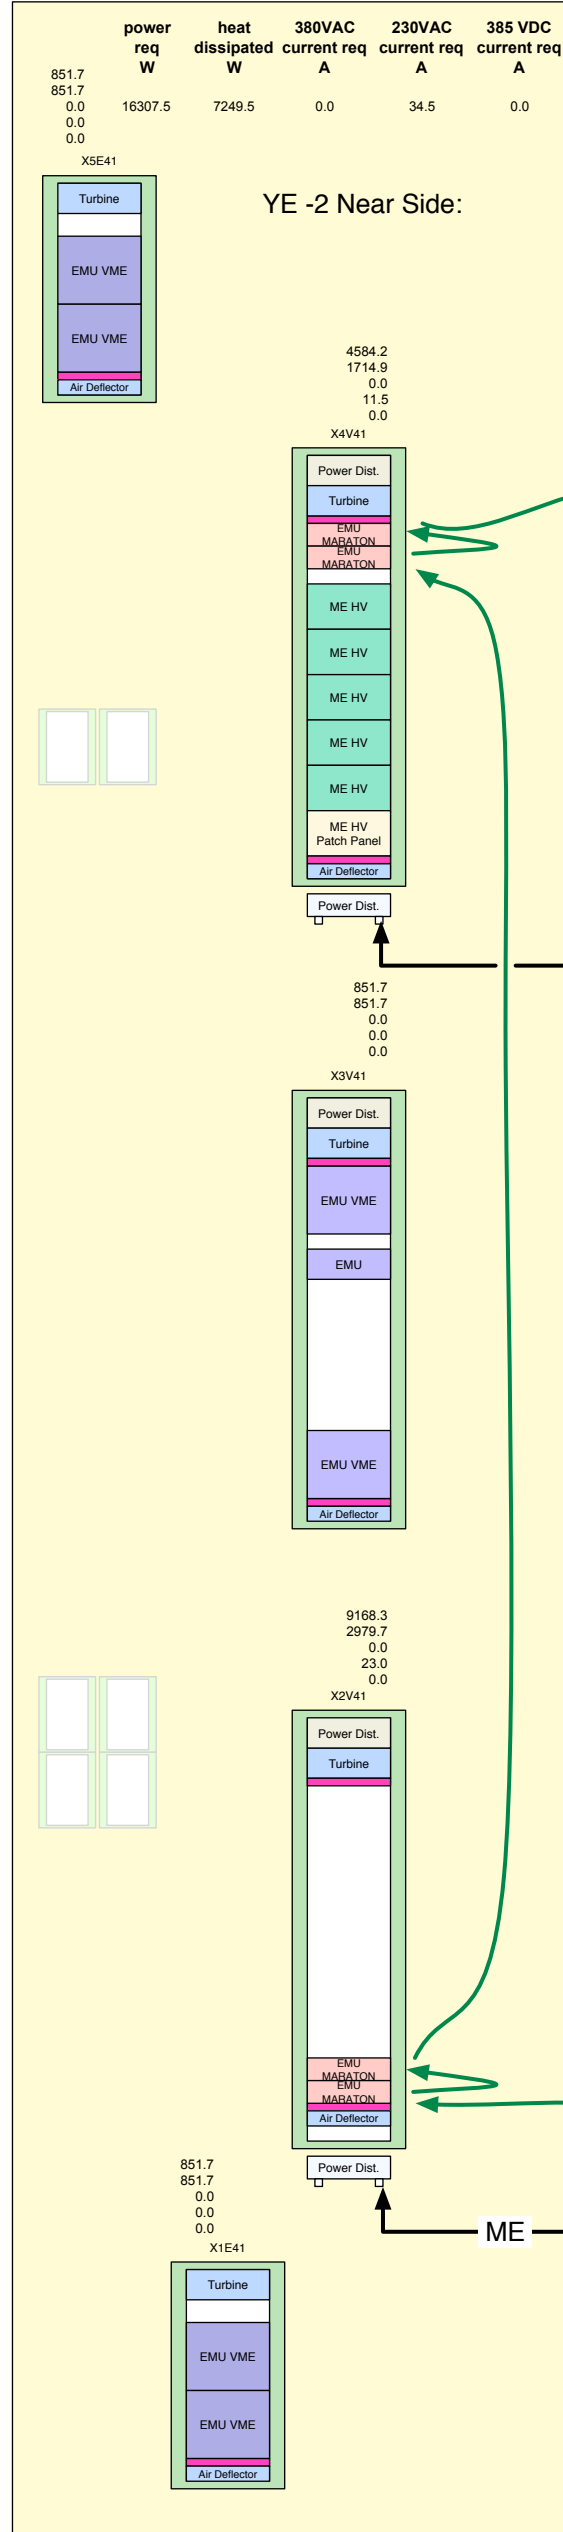 power heat 380VAC 230VAC 385 VDC
req dissipated current req current req current req
W W A A A
851.7
851.7
0.0 16307.5 7249.5 0.0 34.5 0.0
0.0
0.0
X5E41
Turbine
YE -2 Near Side:
EMU VME
EMU VME
Air Deflector
4584.2
1714.9
0.0
11.5
0.0
X4V41
Power Dist.
Turbine
EMU
MARATON
EMU
MARATON
ME HV
ME HV
ME HV
ME HV
ME HV
ME HV
Patch Panel
Air Deflector
Power Dist.
851.7
851.7
0.0
0.0
0.0
X3V41
Power Dist.
Turbine
EMU VME
EMU
EMU VME
Air Deflector
9168.3
2979.7
0.0
23.0
0.0
X2V41
Power Dist.
Turbine
EMU
MARATON
EMU
MARATON
Air Deflector
Power Dist.
851.7
851.7
0.0
0.0
0.0
ME
X1E41
Turbine
EMU VME
EMU VME
Air Deflector